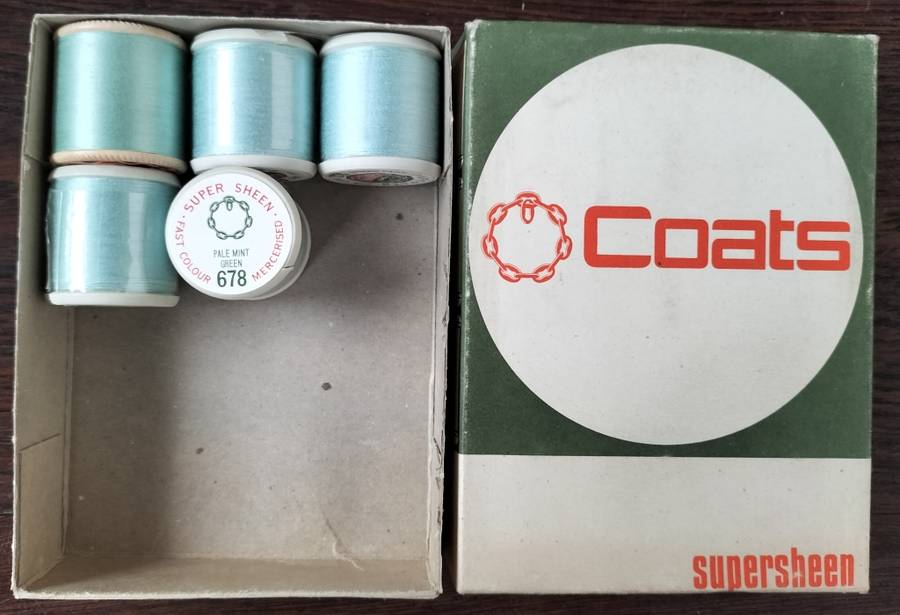 · SUPER SHEEN ·
FAST COLOUR
MERCERISED
PALE MINT
GREEN
678
Coats
supersheen